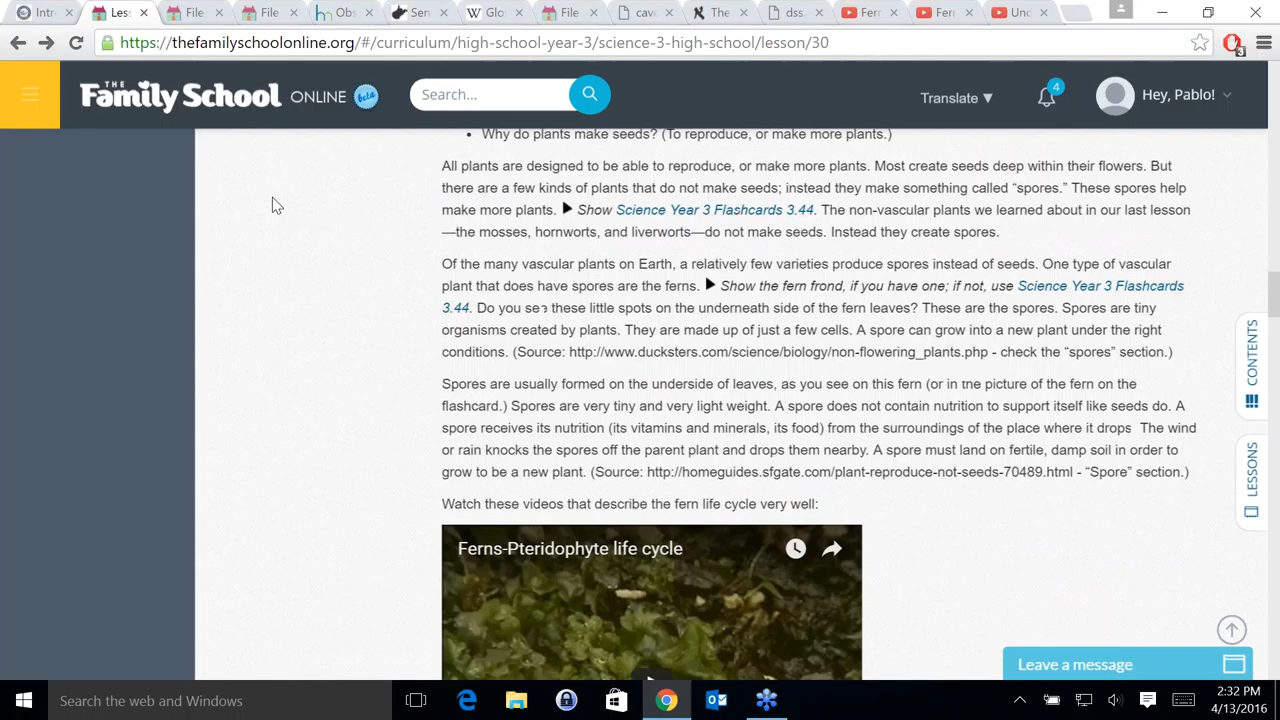 Intro
Les
File
File
Obs
Sen
W Glo
File
cave
The
dss.
Fer
Fer
Unc
https://thefamilyschoolonline.org/#/curriculum/high-school-year-3/science-3-high-school/lesson/30
3
THE Family School ONLINE beta
Search...
Translate ▼
4
Hey, Pablo!
• Why do plants make seeds? (To reproduce, or make more plants.)
All plants are designed to be able to reproduce, or make more plants. Most create seeds deep within their flowers. But
there are a few kinds of plants that do not make seeds; instead they make something called “spores.” These spores help
make more plants. ▶ Show Science Year 3 Flashcards 3.44. The non-vascular plants we learned about in our last lesson
—the mosses, hornworts, and liverworts—do not make seeds. Instead they create spores.
Of the many vascular plants on Earth, a relatively few varieties produce spores instead of seeds. One type of vascular
plant that does have spores are the ferns. ▶ Show the fern frond, if you have one; if not, use Science Year 3 Flashcards
3.44. Do you see these little spots on the underneath side of the fern leaves? These are the spores. Spores are tiny
organisms created by plants. They are made up of just a few cells. A spore can grow into a new plant under the right
conditions. (Source: http://www.ducksters.com/science/biology/non-flowering_plants.php - check the “spores” section.)
Spores are usually formed on the underside of leaves, as you see on this fern (or in the picture of the fern on the
flashcard.) Spores are very tiny and very light weight. A spore does not contain nutrition to support itself like seeds do. A
spore receives its nutrition (its vitamins and minerals, its food) from the surroundings of the place where it drops The wind
or rain knocks the spores off the parent plant and drops them nearby. A spore must land on fertile, damp soil in order to
grow to be a new plant. (Source: http://homeguides.sfgate.com/plant-reproduce-not-seeds-70489.html - “Spore” section.)
Watch these videos that describe the fern life cycle very well:
Ferns-Pteridophyte life cycle
CONTENTS
LESSONS
Leave a message
Search the web and Windows
2:32 PM
4/13/2016